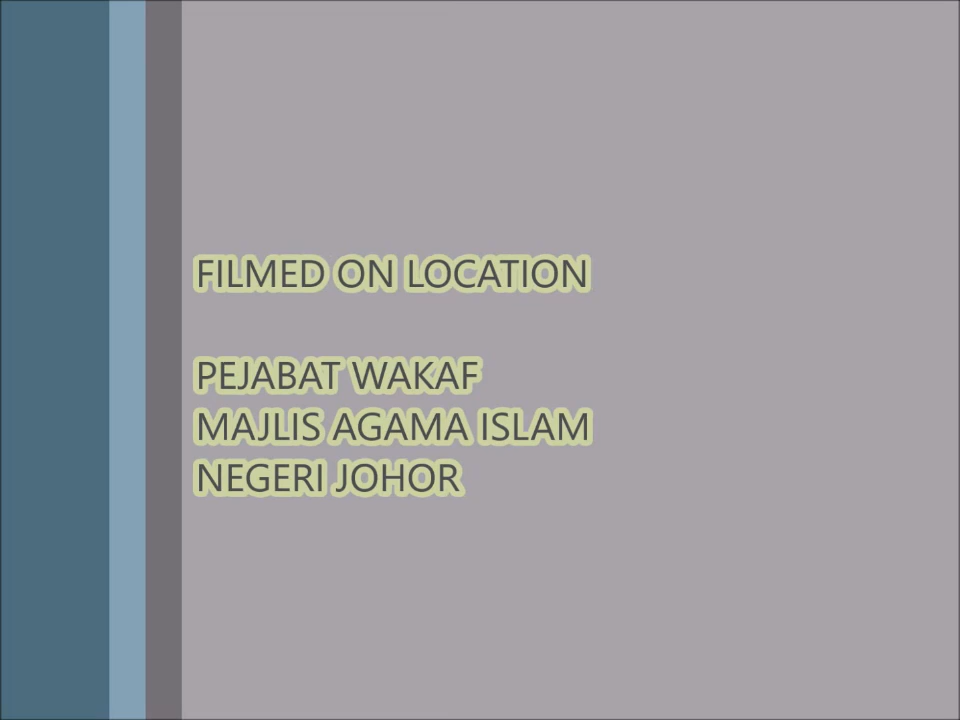 FILMED ON LOCATION
PEJABAT WAKAF
MAJLIS AGAMA ISLAM
NEGERI JOHOR